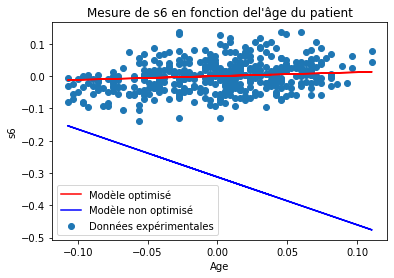 Mesure de s6 en fonction del'âge du patient
0.1
0.0
−0.1
−0.2
−0.3
−0.4
−0.5
s6
Modèle optimisé
Modèle non optimisé
Données expérimentales
−0.10
−0.05
0.00
0.05
0.10
Age